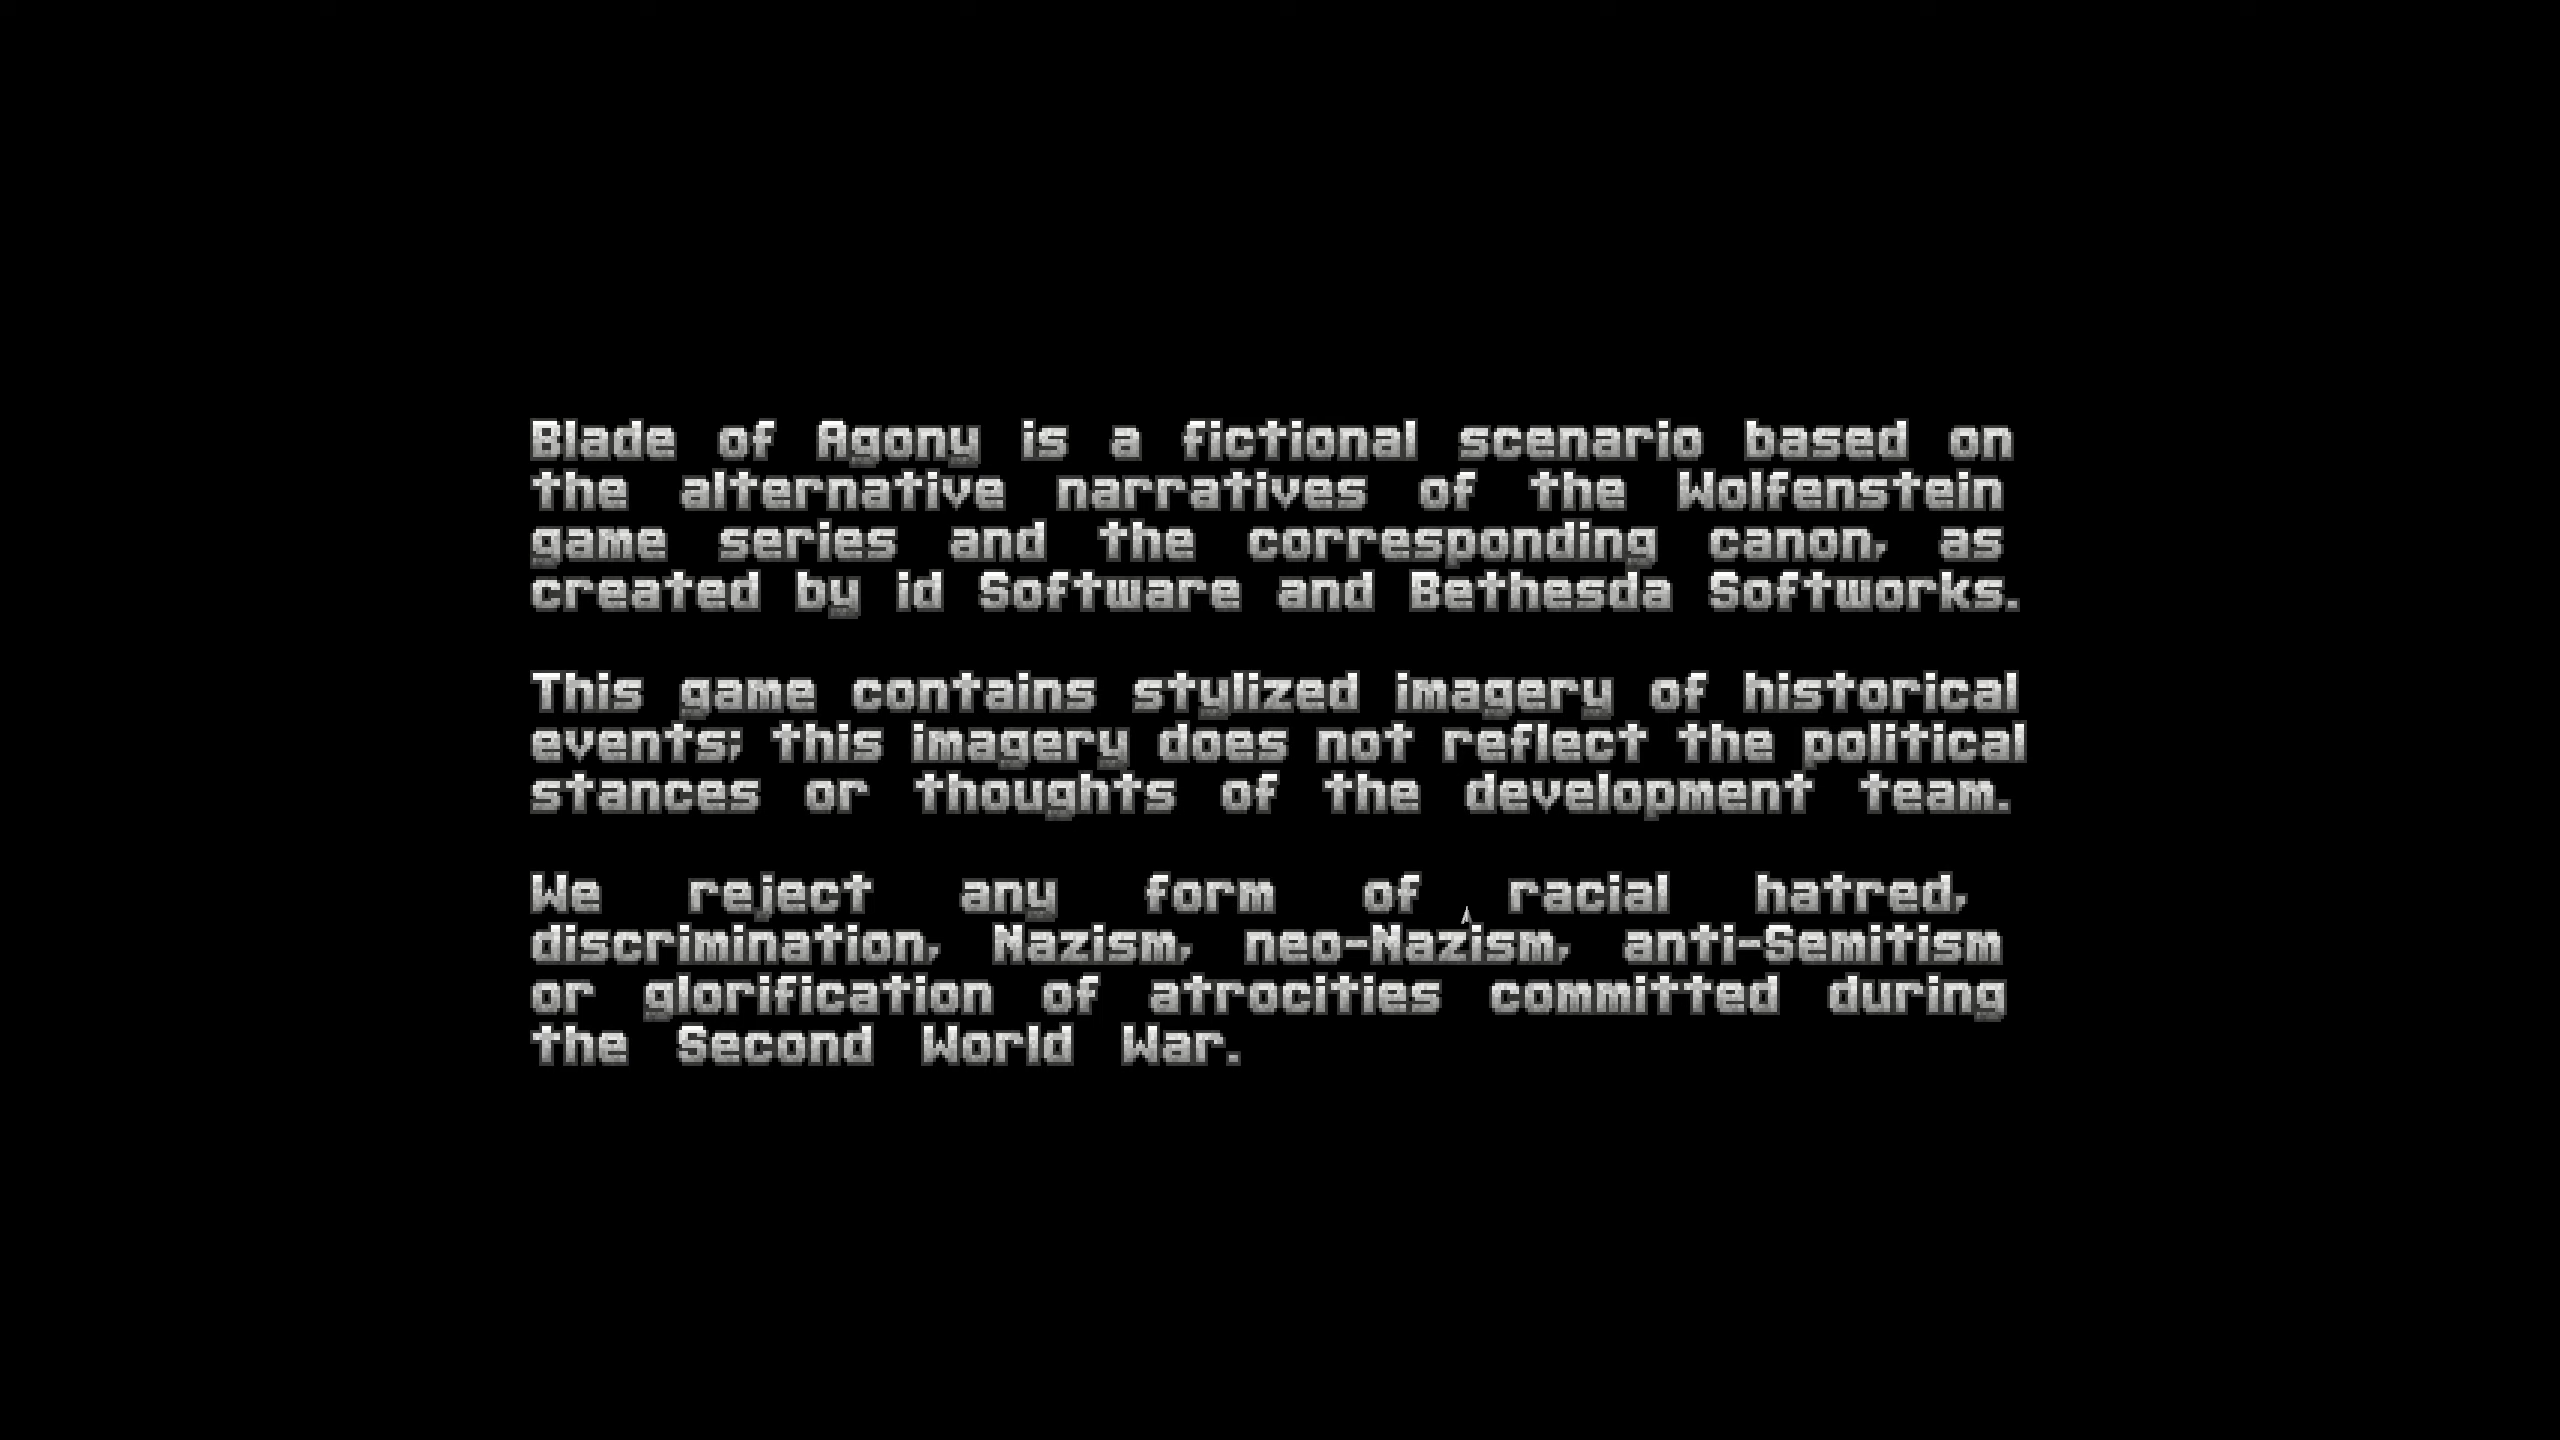 Blade of Agony is a fictional scenario based on
the alternative narratives of the Wolfenstein
game series and the corresponding canon, as
created by id Software and Bethesda Softworks.
This game contains stylized imagery of historical
events; this imagery does not reflect the political
stances or thoughts of the development team.
We reject any form of racial hatred,
discrimination, Nazism, neo-Nazism, anti-Semitism
or glorification of atrocities committed during
the Second World War.